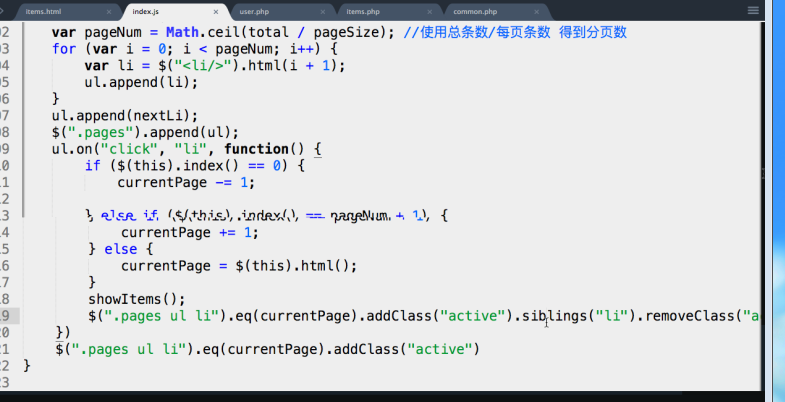 items.html × index.js × user.php × items.php × common.php ×
02 var pageNum = Math.ceil(total / pageSize); //使用总条数/每页条数 得到分页数
03 for (var i = 0; i < pageNum; i++) {
04 var li = $("<li/>").html(i + 1);
05 ul.append(li);
06 }
07 ul.append(nextLi);
08 $(".pages").append(ul);
09 ul.on("click", "li", function() {
10 if ($(this).index() == 0) {
11 currentPage -= 1;
12
13 } else if ($(this).index() == pageNum + 1) {
14 currentPage += 1;
15 } else {
16 currentPage = $(this).html();
17 }
18 showItems();
19 $(".pages ul li").eq(currentPage).addClass("active").siblings("li").removeClass("a
20 })
21 $(".pages ul li").eq(currentPage).addClass("active")
22 }
23